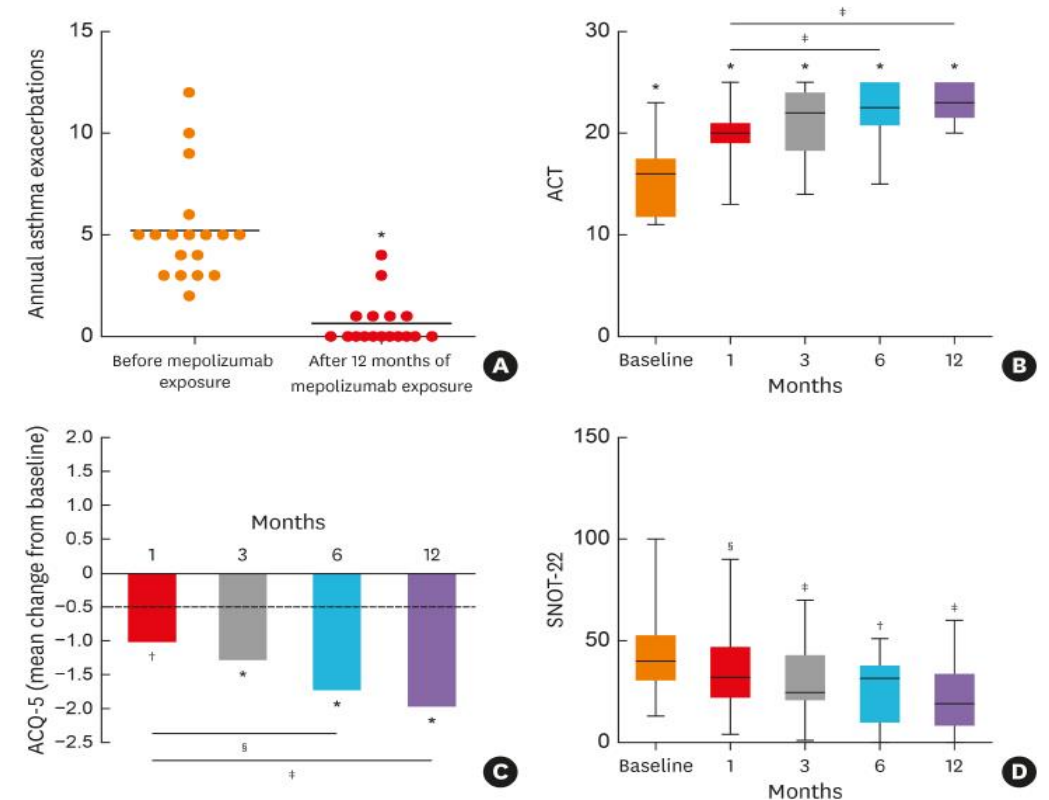 Annual asthma exacerbations
15
10
5
0
*
Before mepolizumab
exposure
After 12 months of
mepolizumab exposure
A
ACT
30
20
10
0
‡
‡
* * * * *
Baseline 1 3 6 12
Months
B
ACQ-5 (mean change from baseline)
2.0
1.5
1.0
0.5
0
−0.5
−1.0
−1.5
−2.0
−2.5
Months
1 3 6 12
†
*
*
*
§
‡
C
SNOT-22
150
100
50
0
§
‡
†
‡
Baseline 1 3 6 12
Months
D